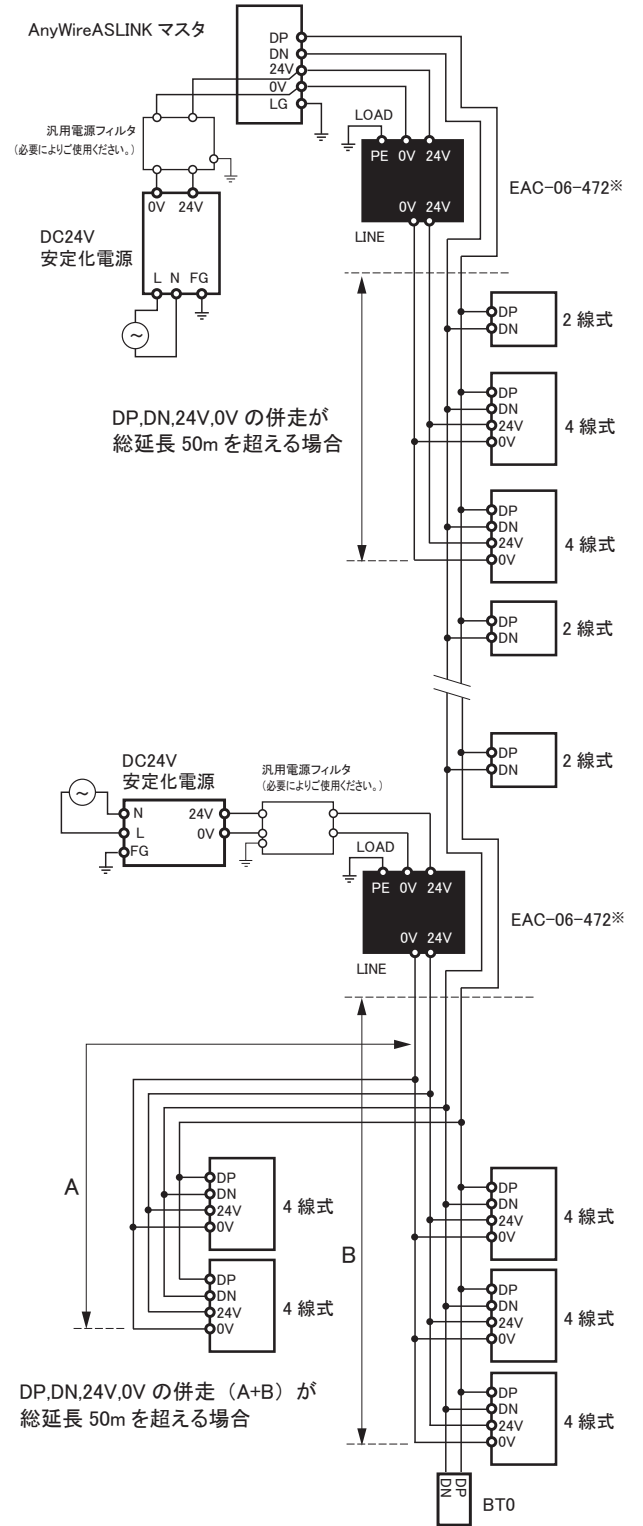 AnyWireASLINK マスタ
DP
DN
24V
0V
LG
汎用電源フィルタ
(必要によりご使用ください。)
0V 24V
DC24V
安定化電源
L N FG
LOAD
PE 0V 24V
0V 24V
LINE
EAC-06-472※
DP
DN
2 線式
DP,DN,24V,0V の併走が
総延長 50m を超える場合
DP
DN
24V
0V
4 線式
DP
DN
24V
0V
4 線式
DP
DN
2 線式
DP
DN
2 線式
DC24V
安定化電源
汎用電源フィルタ
(必要によりご使用ください。)
N
L
FG
24V
0V
LOAD
PE 0V 24V
0V 24V
LINE
EAC-06-472※
A
DP
DN
24V
0V
4 線式
DP
DN
24V
0V
4 線式
B
DP
DN
24V
0V
4 線式
DP
DN
24V
0V
4 線式
DP
DN
24V
0V
4 線式
DP,DN,24V,0V の併走（A+B）が
総延長 50m を超える場合
DP
DN
BT0